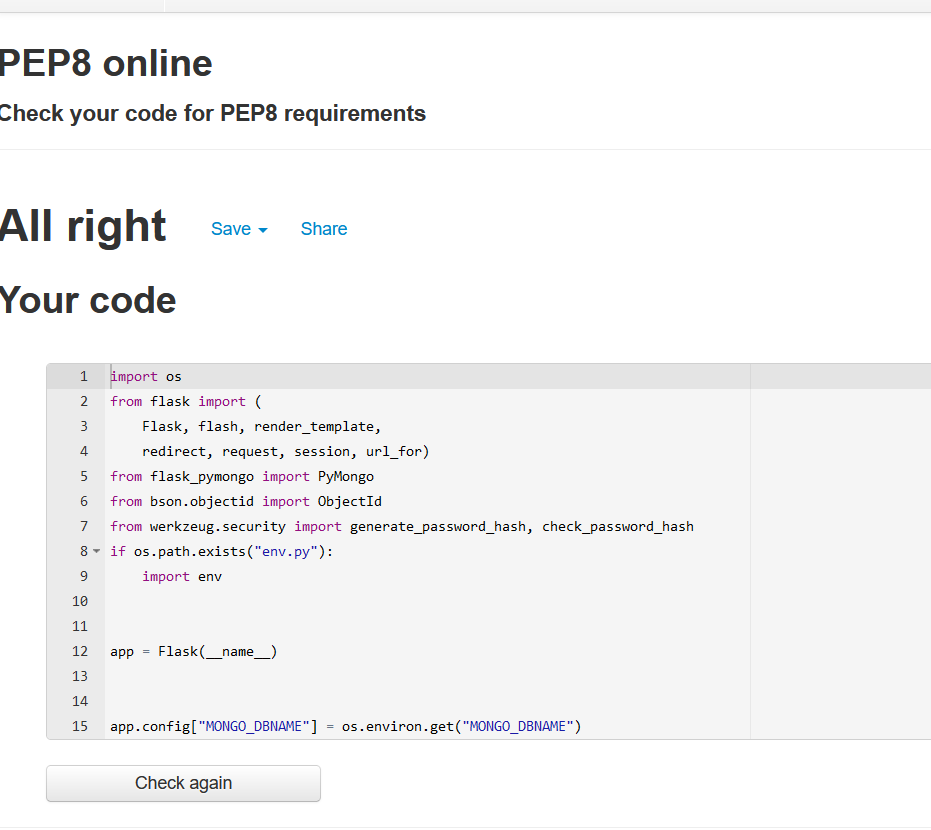 PEP8 online
Check your code for PEP8 requirements
All right Save Share
Your code
1 import os
2 from flask import (
3     Flask, flash, render_template,
4     redirect, request, session, url_for)
5 from flask_pymongo import PyMongo
6 from bson.objectid import ObjectId
7 from werkzeug.security import generate_password_hash, check_password_hash
8 if os.path.exists("env.py"):
9     import env
10
11
12 app = Flask(__name__)
13
14
15 app.config["MONGO_DBNAME"] = os.environ.get("MONGO_DBNAME")
Check again